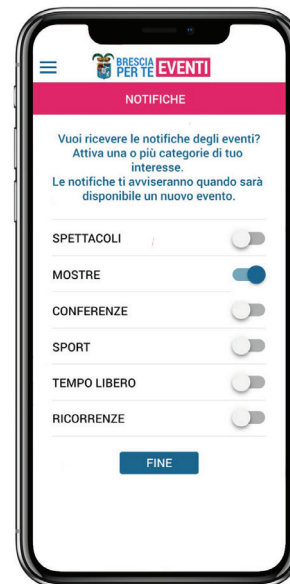 BRESCIA
PER TE EVENTI
NOTIFICHE
Vuoi ricevere le notifiche degli eventi?
Attiva una o più categorie di tuo
interesse.
Le notifiche ti avviseranno quando sarà
disponibile un nuovo evento.
SPETTACOLI
MOSTRE
CONFERENZE
SPORT
TEMPO LIBERO
RICORRENZE
FINE